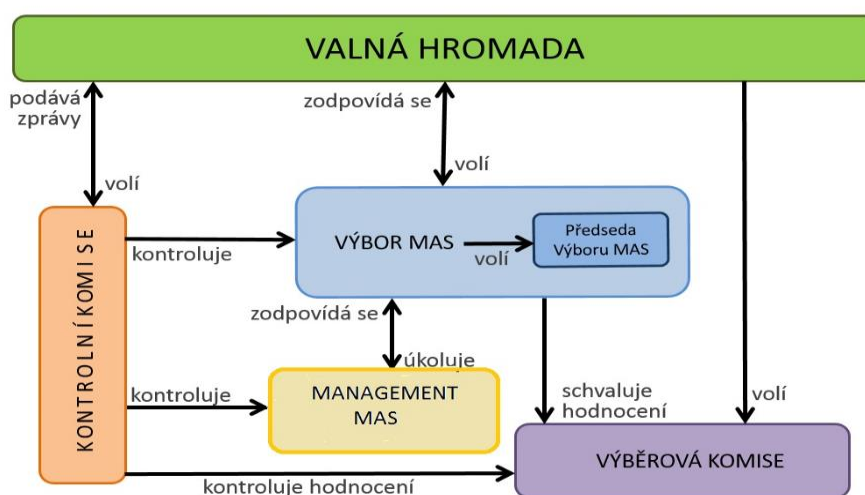 VALNÁ HROMADA
podává
zprávy
zodpovídá se
volí
volí
KONTROLNÍ KOMISE
kontroluje
VÝBOR MAS
volí
Předseda
Výboru MAS
zodpovídá se
úkoluje
kontroluje
MANAGEMENT
MAS
schvaluje
hodnocení
volí
kontroluje hodnocení
VÝBĚROVÁ KOMISE